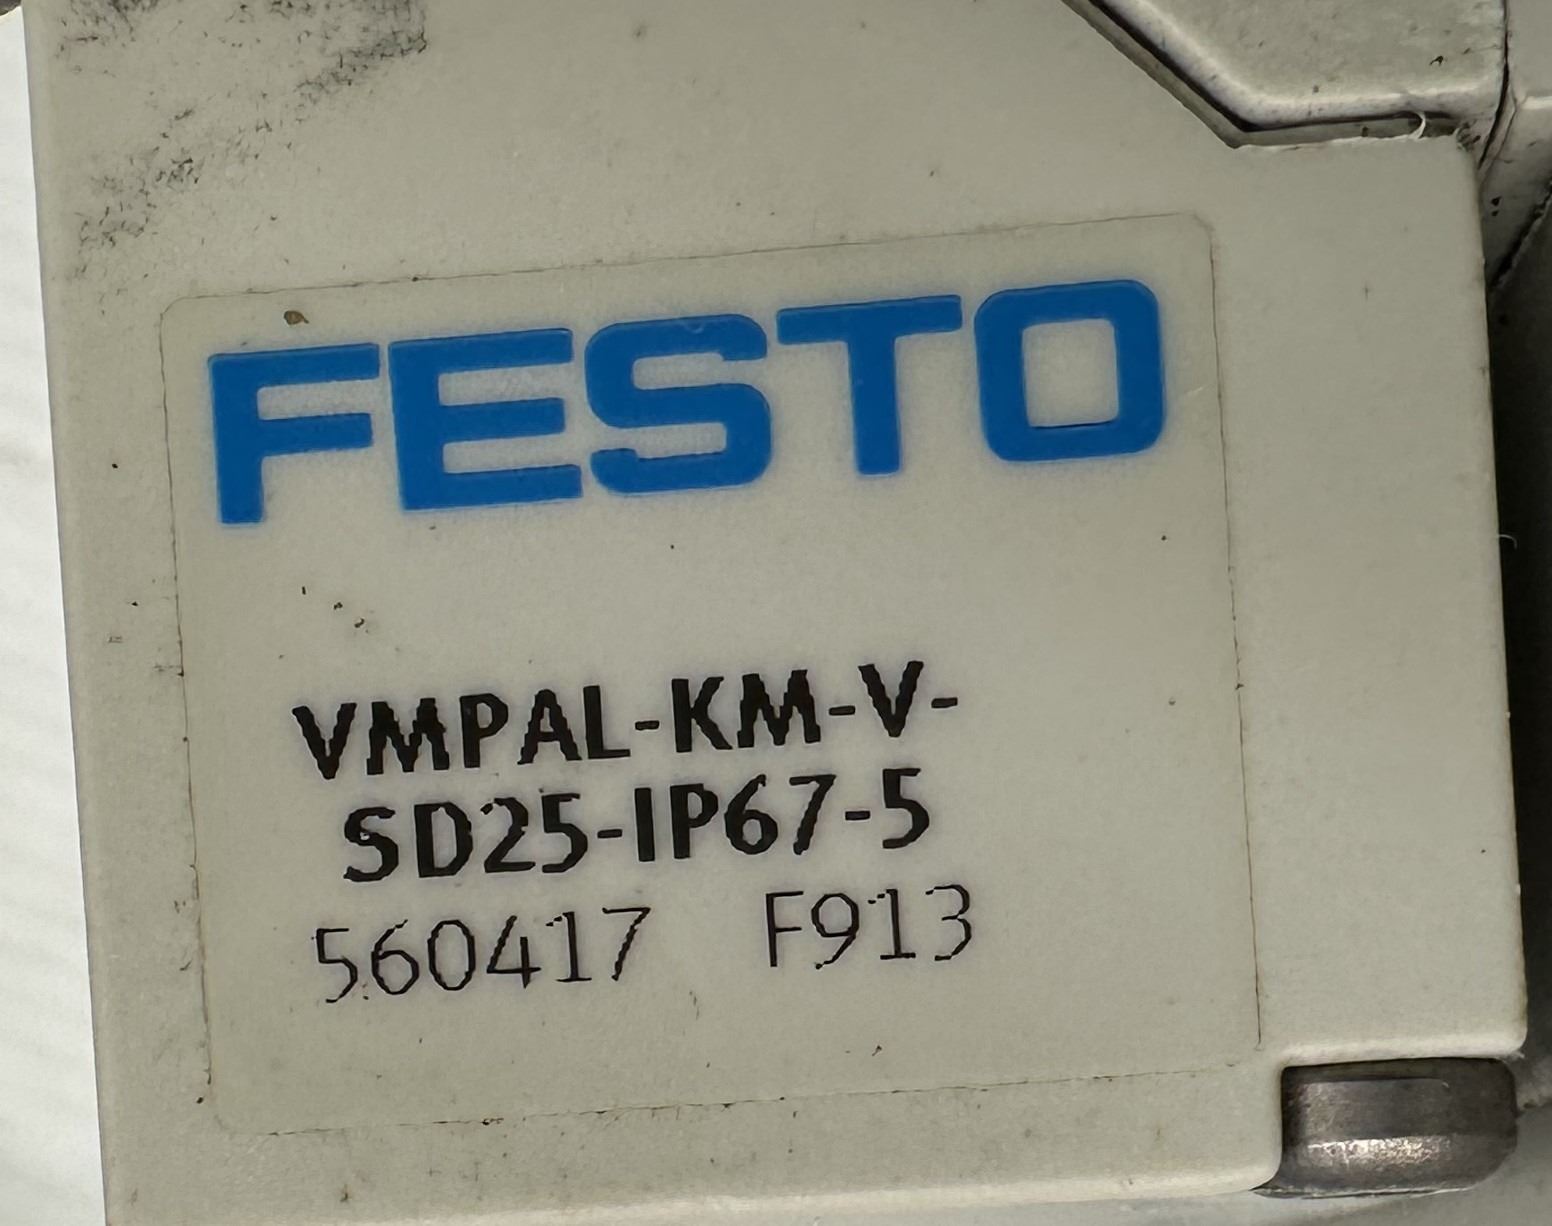 FESTO
VMPAL-KM-V-
SD25-IP67-5
560417 F913